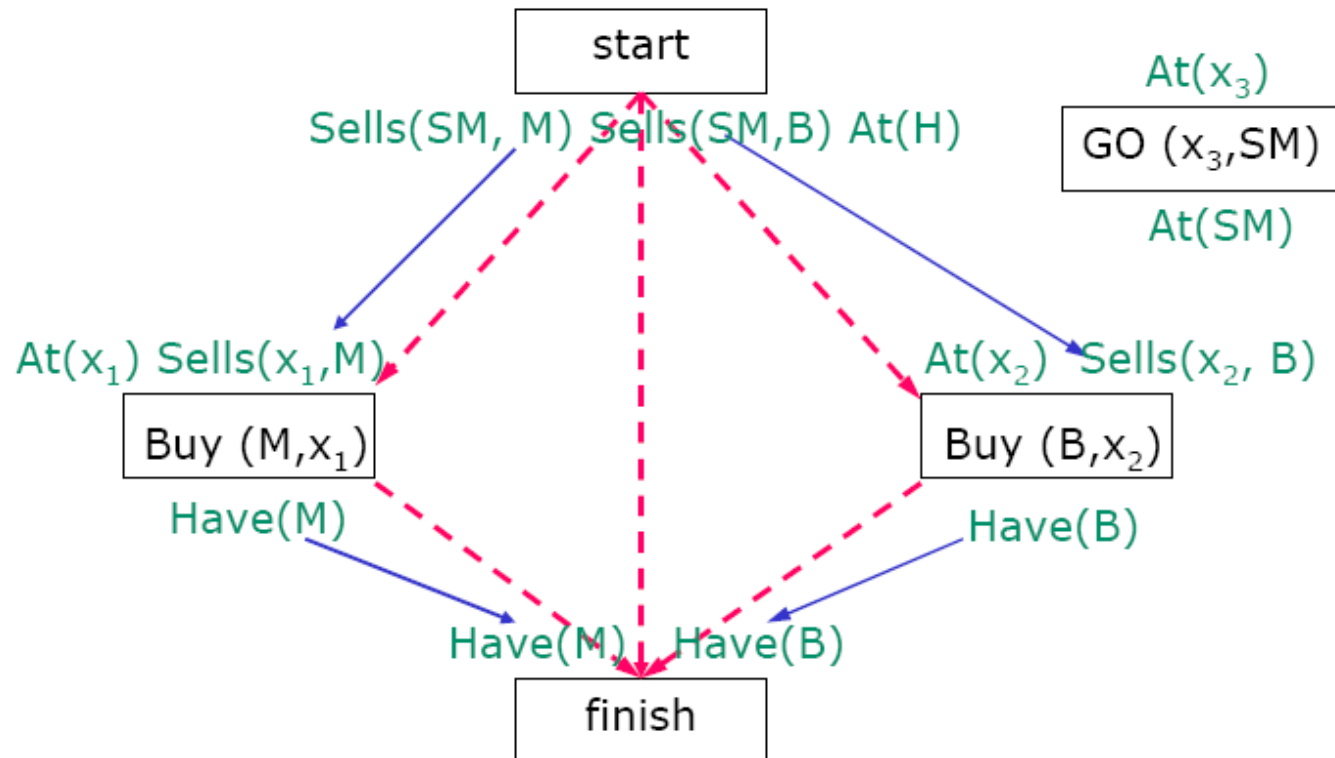 start
At(x₃)
Sells(SM, M) Sells(SM,B) At(H)
GO (x₃,SM)
At(SM)
At(x₁) Sells(x₁,M)
At(x₂) Sells(x₂, B)
Buy (M,x₁)
Buy (B,x₂)
Have(M)
Have(B)
Have(M) Have(B)
finish